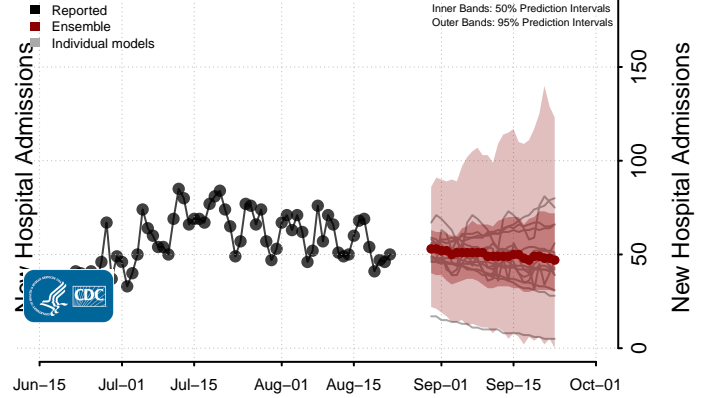 Reported
Ensemble
Individual models
Inner Bands: 50% Prediction Intervals
Outer Bands: 95% Prediction Intervals
New Hospital Admissions
CDC
150
100
50
0
New Hospital Admissions
Jun–15
Jul–01
Jul–15
Aug–01
Aug–15
Sep–01
Sep–15
Oct–01